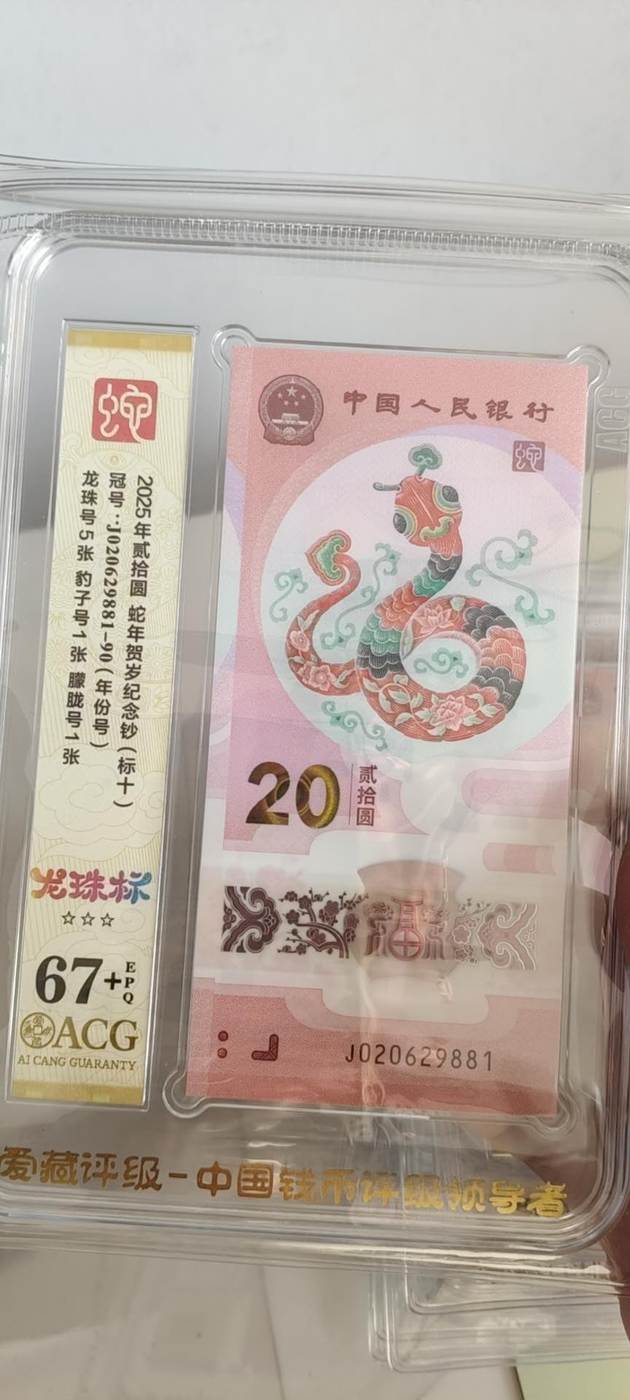 蛇
2025年贰拾圆 蛇年贺岁纪念钞(标十)
冠号:J020629881-90(年份号)
龙珠号5张 豹子号1张 朦胧号1张
龙珠标
☆☆☆
67+EPQ
ACG
AI CANG GUARANTY
中国人民银行
蛇
20 贰拾圆
J020629881
爱藏评级-中国钱币评级领导者
ACG